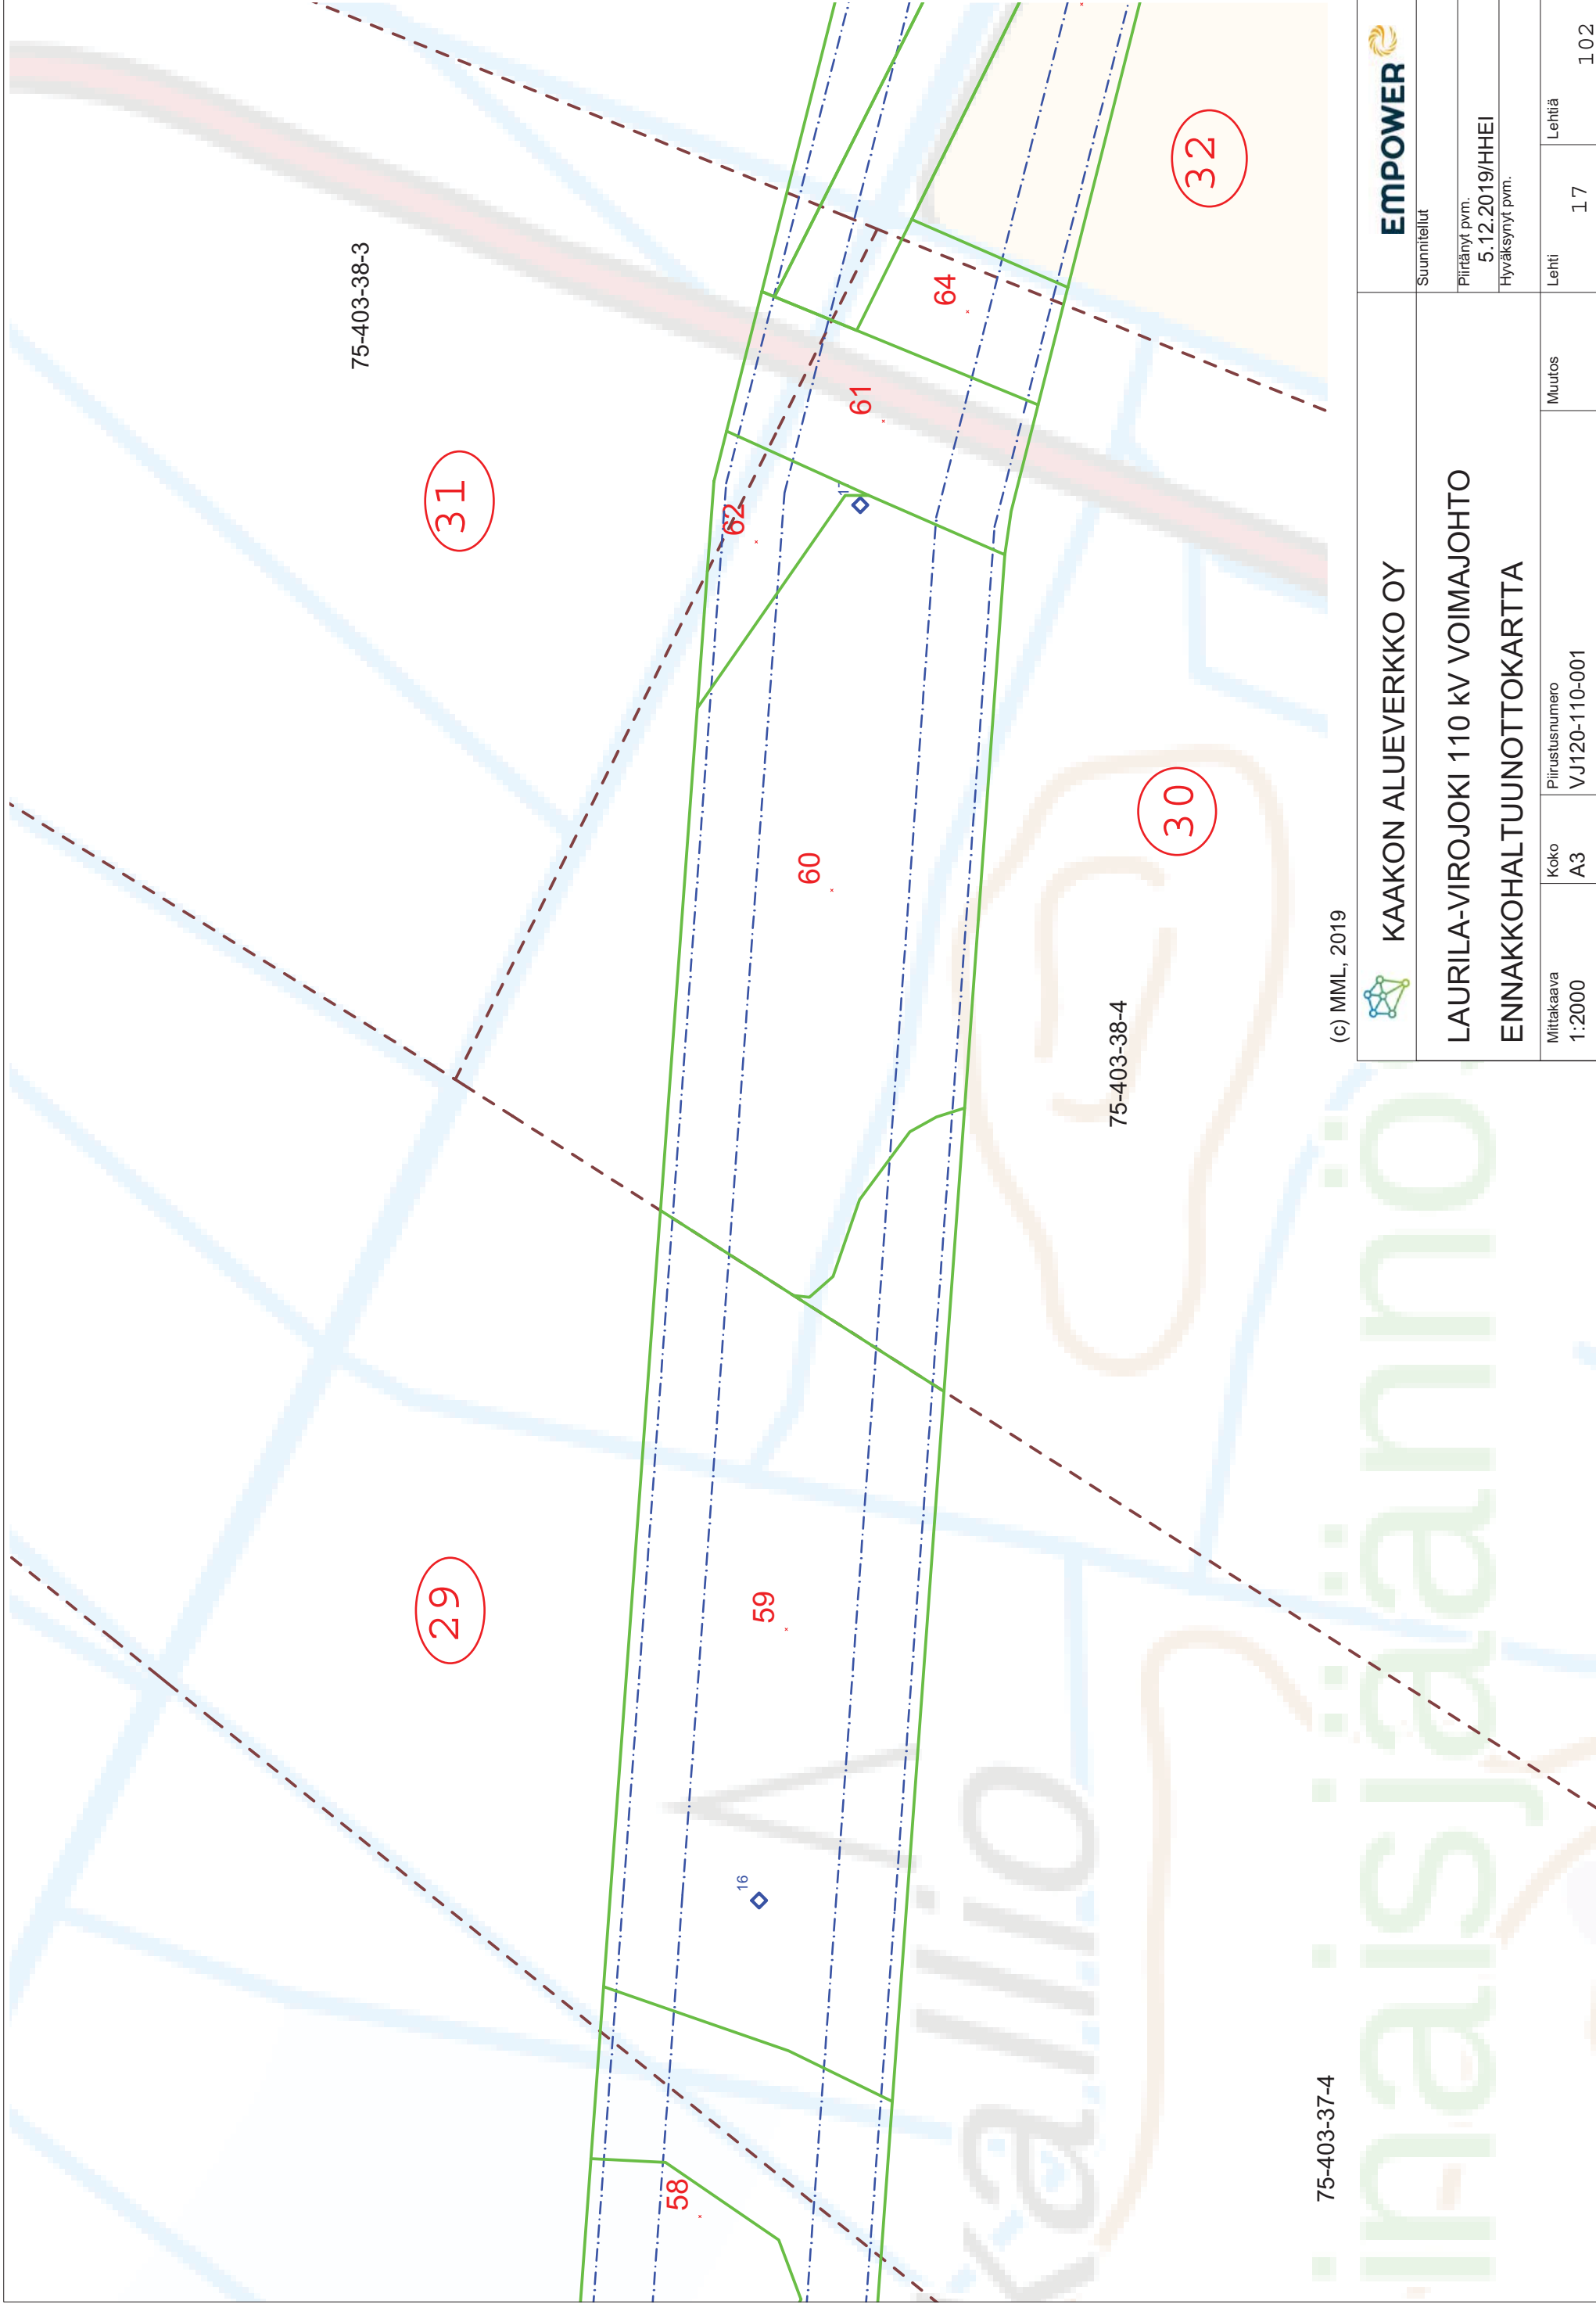 75-403-38-3
31
29
32
30
58
59
60
61
62
64
16
75-403-38-4
75-403-37-4
kallio
inaisjäännö
(c) MML, 2019
KAAKON ALUEVERKKO OY
EMPOWER
LAURILA-VIROJOKI 110 kV VOIMAJOHTO
ENNAKKOHALTUUNOTTOKARTTA
Suunnitellut
Piirtänyt pvm.
5.12.2019/HHEI
Hyväksynyt pvm.
Mittakaava
1:2000
Koko
A3
Piirustusnumero
VJ120-110-001
Muutos
Lehti
17
Lehtiä
102